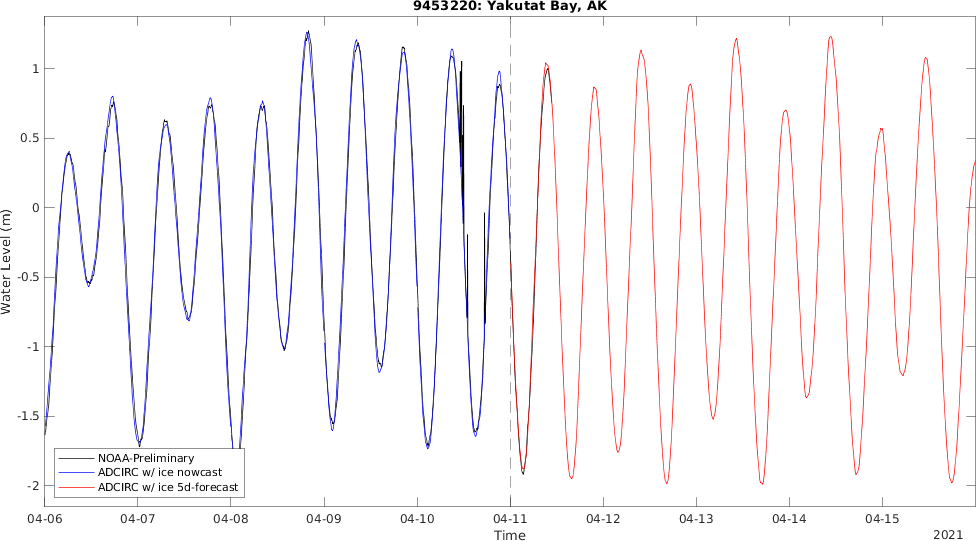 9453220: Yakutat Bay, AK
Water Level (m)
1
0.5
0
-0.5
-1
-1.5
-2
NOAA-Preliminary
ADCIRC w/ ice nowcast
ADCIRC w/ ice 5d-forecast
04-06 04-07 04-08 04-09 04-10 04-11 04-12 04-13 04-14 04-15
Time
2021